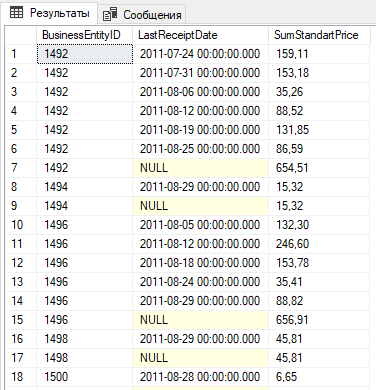 Результаты Сообщения
BusinessEntityID LastReceiptDate SumStandartPrice
1 1492 2011-07-24 00:00:00.000 159,11
2 1492 2011-07-31 00:00:00.000 153,18
3 1492 2011-08-06 00:00:00.000 35,26
4 1492 2011-08-12 00:00:00.000 88,52
5 1492 2011-08-19 00:00:00.000 131,85
6 1492 2011-08-25 00:00:00.000 86,59
7 1492 NULL 654,51
8 1494 2011-08-29 00:00:00.000 15,32
9 1494 NULL 15,32
10 1496 2011-08-05 00:00:00.000 132,30
11 1496 2011-08-12 00:00:00.000 246,60
12 1496 2011-08-18 00:00:00.000 153,78
13 1496 2011-08-24 00:00:00.000 35,41
14 1496 2011-08-29 00:00:00.000 88,82
15 1496 NULL 656,91
16 1498 2011-08-29 00:00:00.000 45,81
17 1498 NULL 45,81
18 1500 2011-08-28 00:00:00.000 6,65